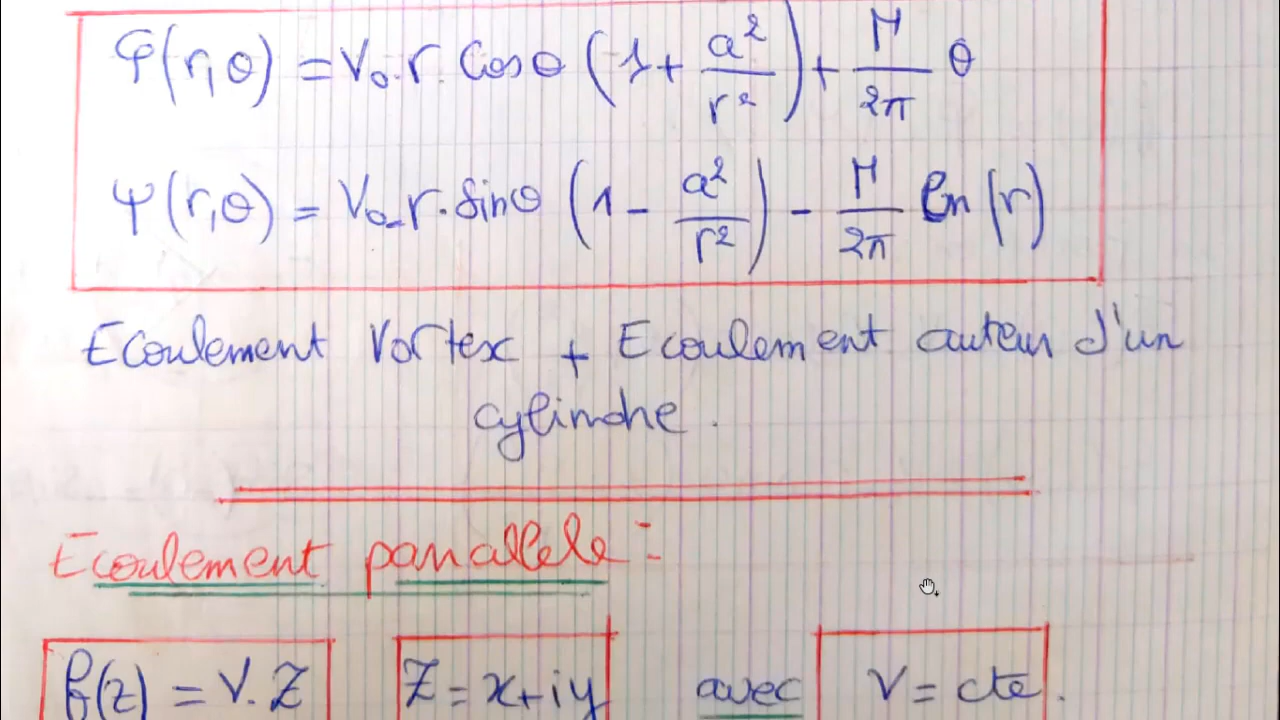 φ(r,θ) = V₀.r. Cosθ (1 + a²/r²) + Γ/2π θ
ψ(r,θ) = V₀.r. sinθ (1 - a²/r²) - Γ/2π ln(r)
Ecoulement Vortex + Ecoulement autour d'un
cylindre.
Ecoulement parallele :
f(z) = V.Z Z = x+iy avec V = cte.